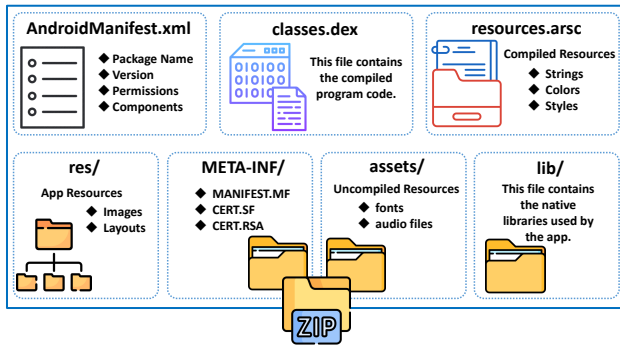 AndroidManifest.xml
◆ Package Name
◆ Version
◆ Permissions
◆ Components
classes.dex
This file contains
the compiled
program code.
resources.arsc
Compiled Resources
◆ Strings
◆ Colors
◆ Styles
res/
App Resources
◆ Images
◆ Layouts
META-INF/
◆ MANIFEST.MF
◆ CERT.SF
◆ CERT.RSA
assets/
Uncompiled Resources
◆ fonts
◆ audio files
lib/
This file contains
the native
libraries used by
the app.
ZIP